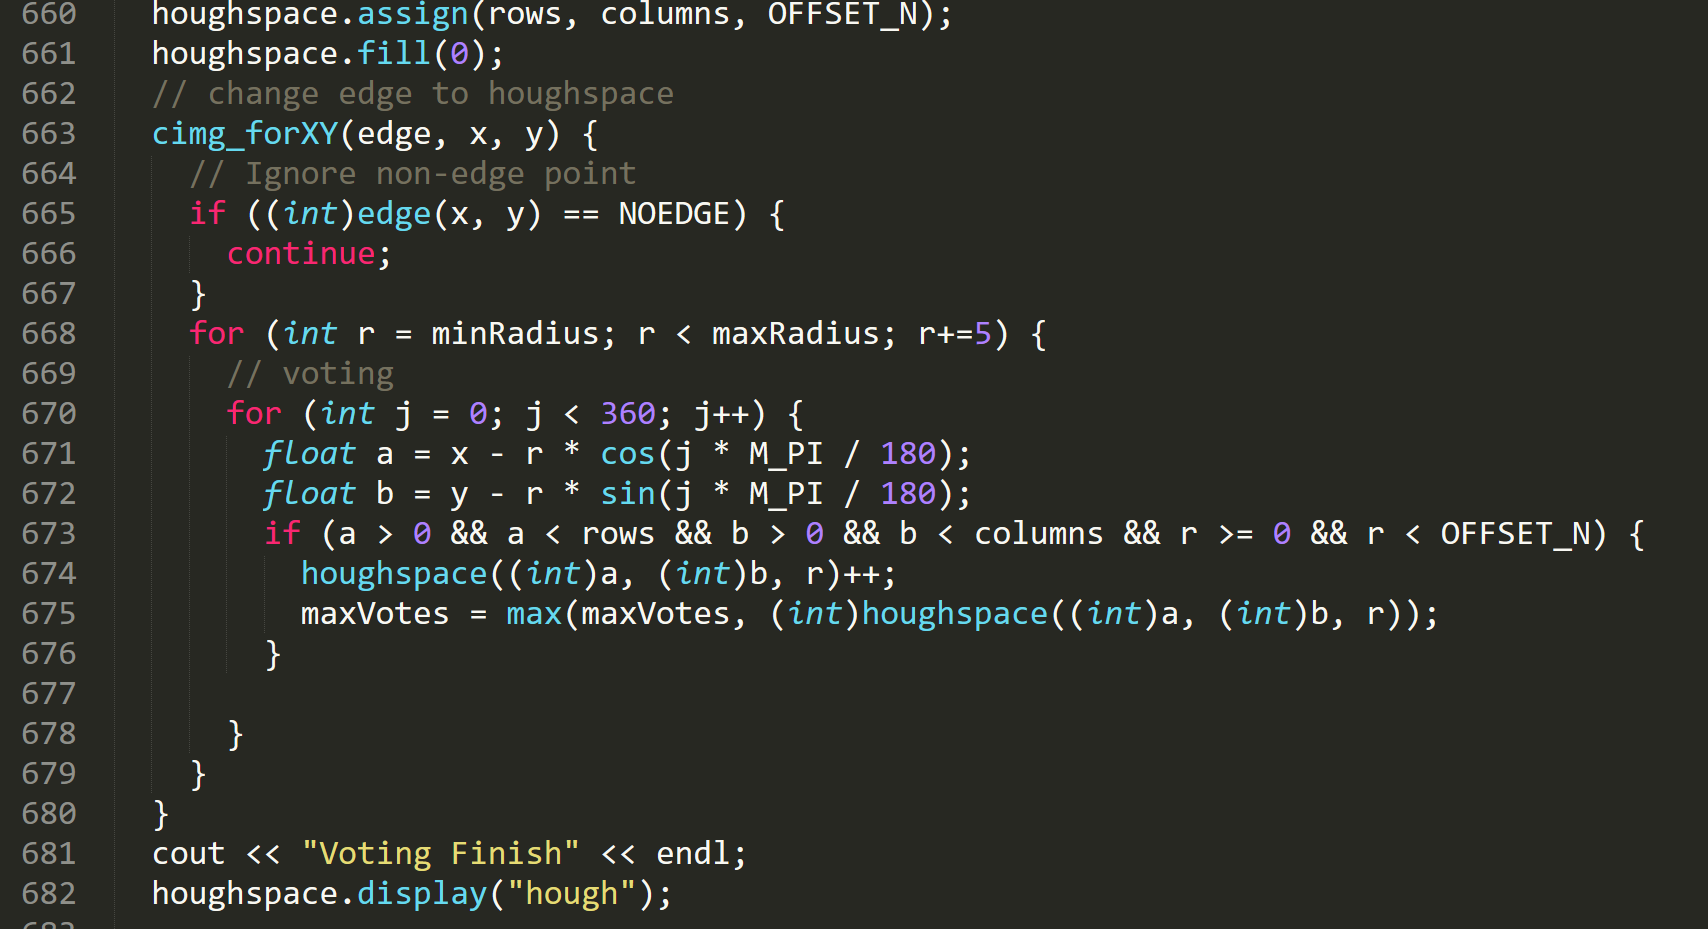 660 houghspace.assign(rows, columns, OFFSET_N);
661 houghspace.fill(0);
662 // change edge to houghspace
663 cimg_forXY(edge, x, y) {
664 // Ignore non-edge point
665 if ((int)edge(x, y) == NOEDGE) {
666 continue;
667 }
668 for (int r = minRadius; r < maxRadius; r+=5) {
669 // voting
670 for (int j = 0; j < 360; j++) {
671 float a = x - r * cos(j * M_PI / 180);
672 float b = y - r * sin(j * M_PI / 180);
673 if (a > 0 && a < rows && b > 0 && b < columns && r >= 0 && r < OFFSET_N) {
674 houghspace((int)a, (int)b, r)++;
675 maxVotes = max(maxVotes, (int)houghspace((int)a, (int)b, r));
676 }
677
678 }
679 }
680 }
681 cout << "Voting Finish" << endl;
682 houghspace.display("hough");